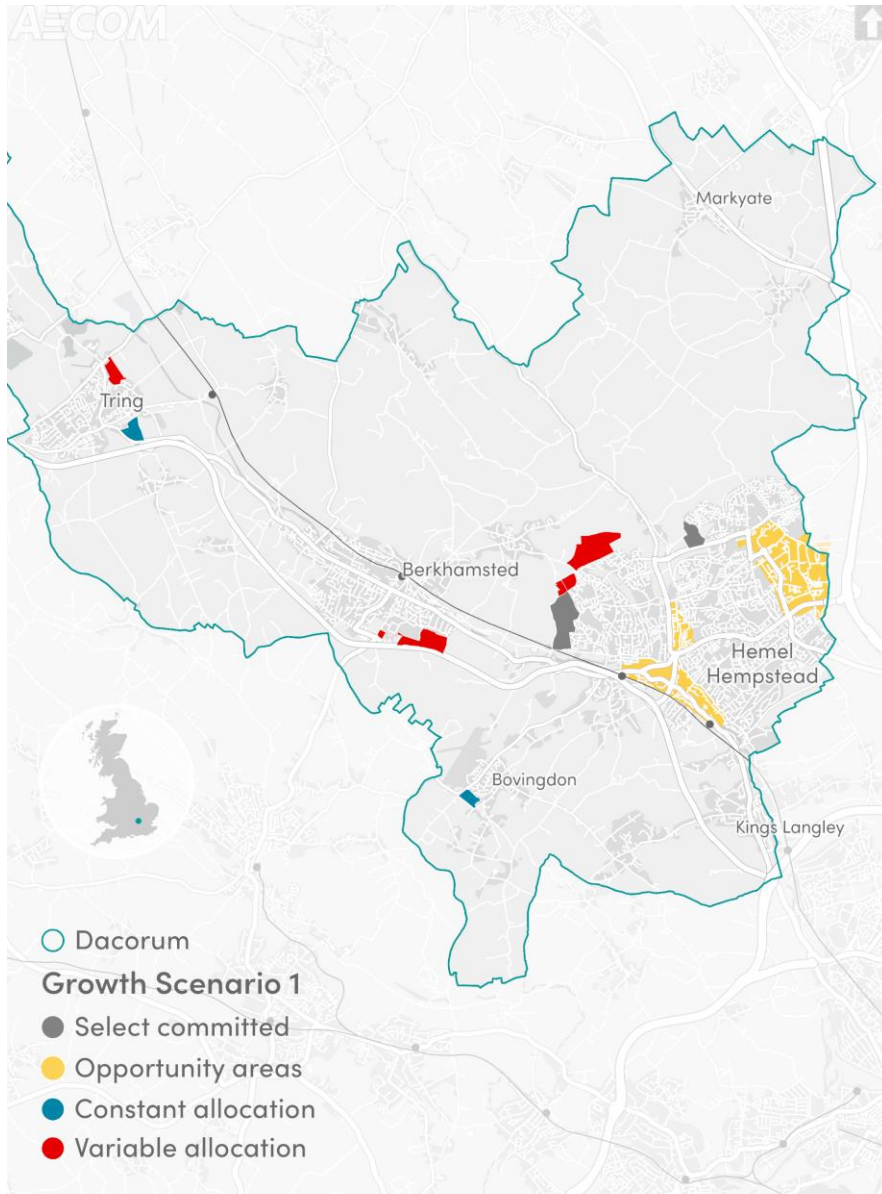 AECOM
Markyate
Tring
Berkhamsted
Hemel
Hempstead
Bovingdon
Kings Langley
Dacorum
Growth Scenario 1
Select committed
Opportunity areas
Constant allocation
Variable allocation